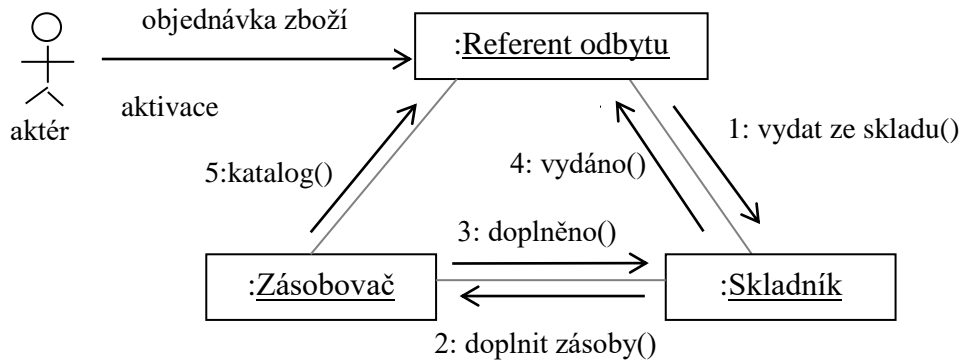 objednávka zboží
:Referent odbytu
aktivace
aktér
1: vydat ze skladu()
5:katalog()
4: vydáno()
3: doplněno()
:Zásobovač
:Skladník
2: doplnit zásoby()